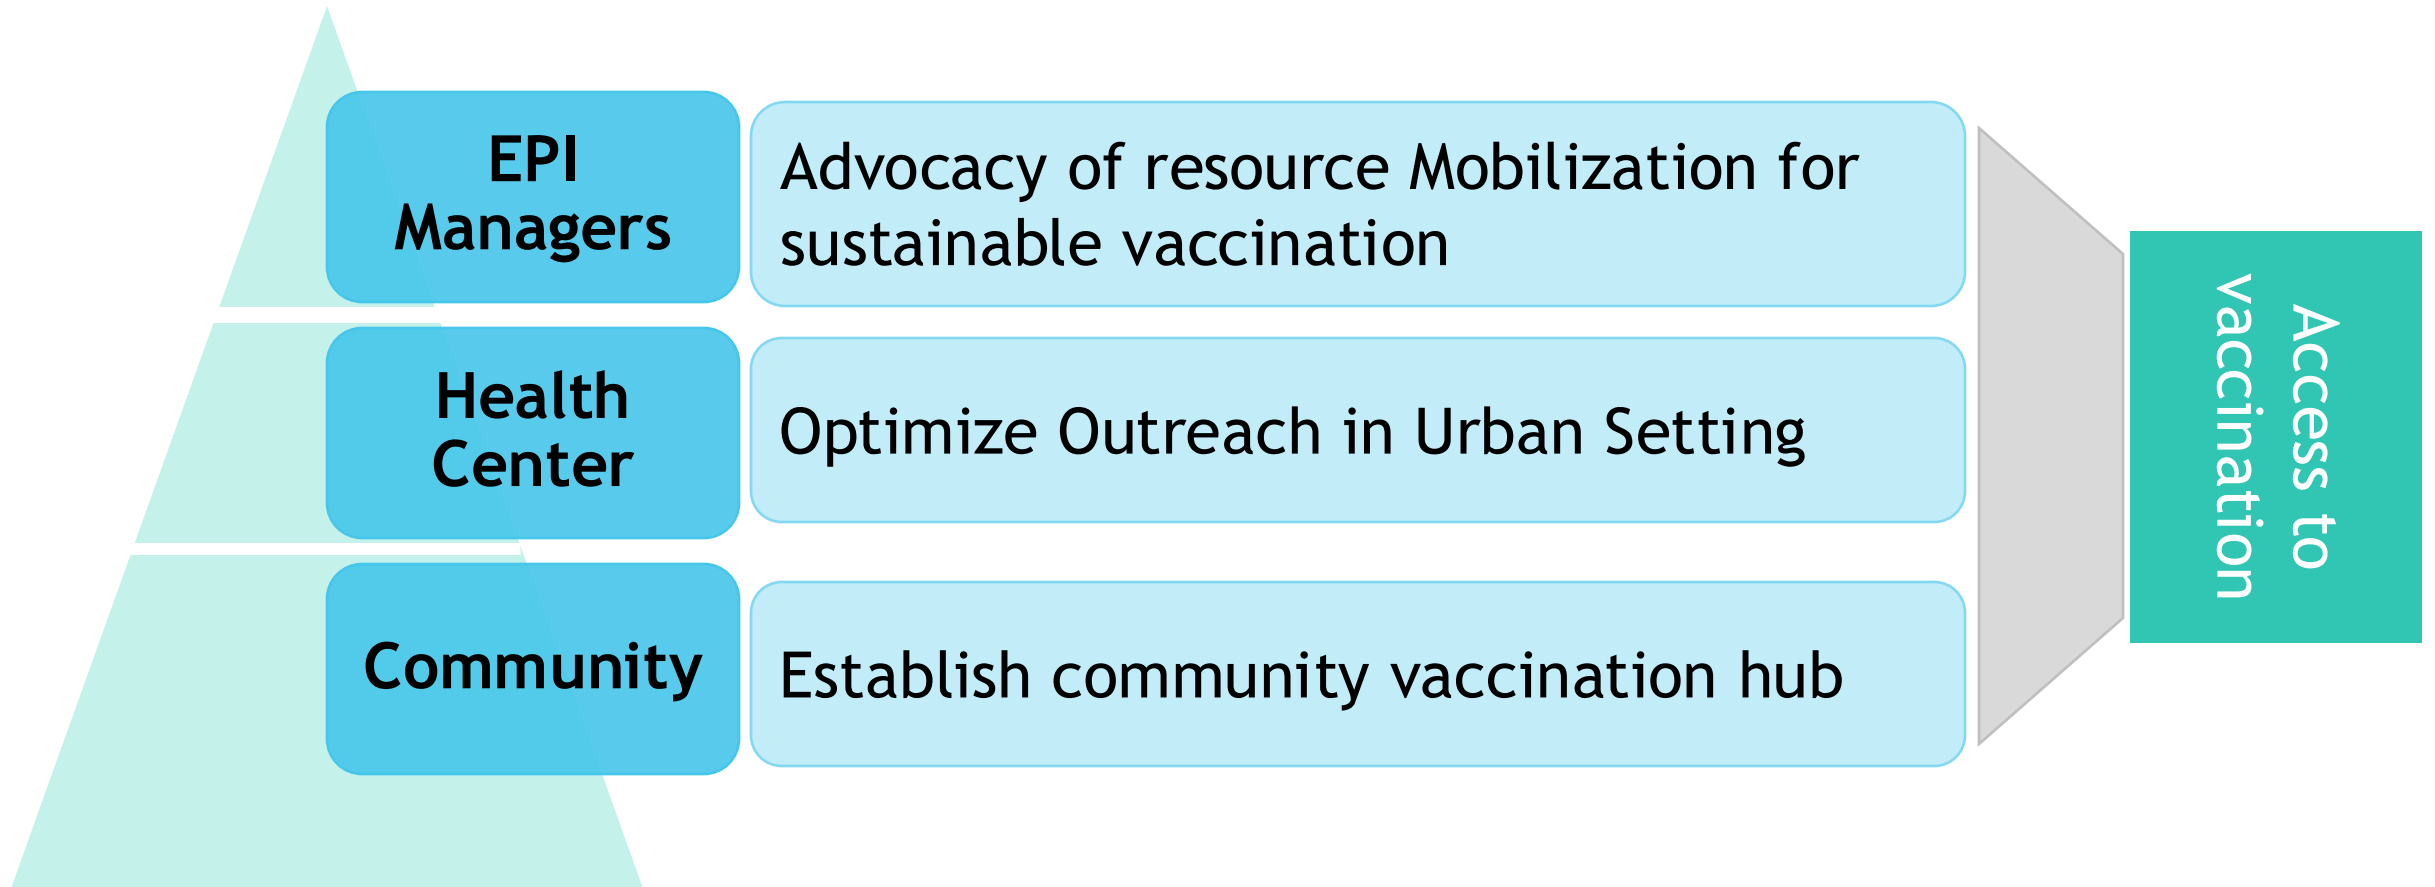 EPI
Managers
Advocacy of resource Mobilization for
sustainable vaccination
Health
Center
Optimize Outreach in Urban Setting
Community
Establish community vaccination hub
Access to
vaccination